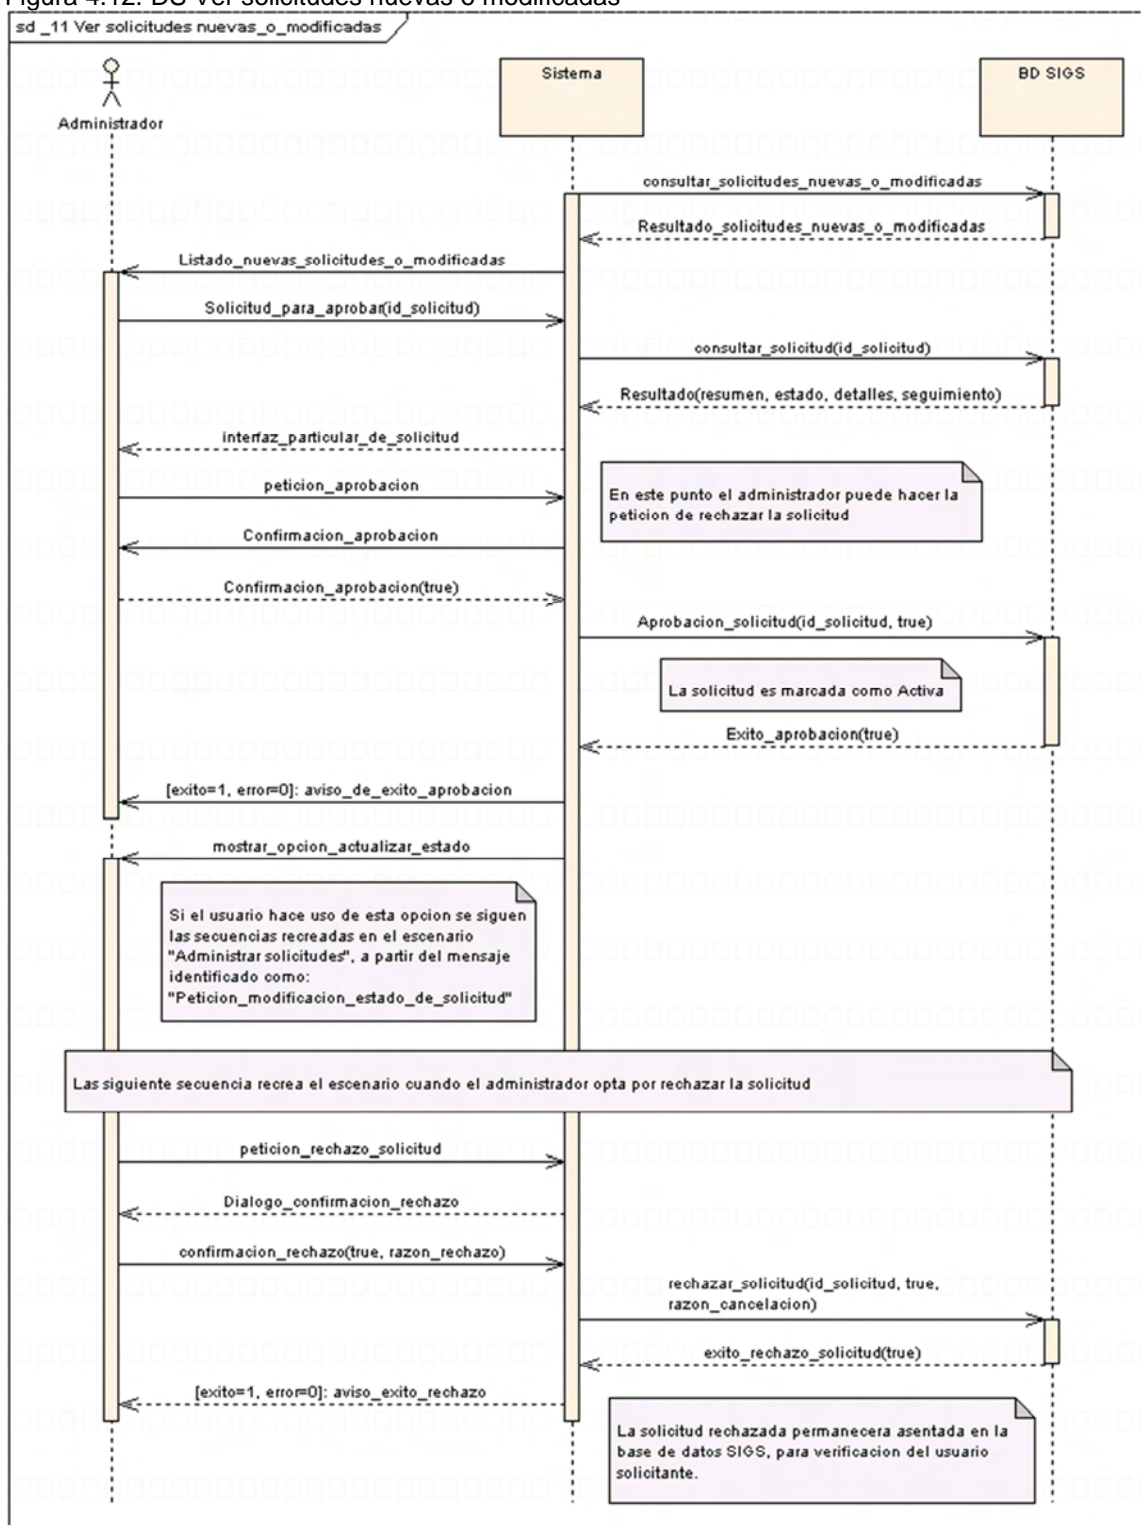 Figura 4.12. DS Ver solicitudes nuevas o modificadas
sd _11 Ver solicitudes nuevas_o_modificadas
Sistema
BD SIGS
Administrador
consultar_solicitudes_nuevas_o_modificadas
Resultado_solicitudes_nuevas_o_modificadas
Listado_nuevas_solicitudes_o_modificadas
Solicitud_para_aprobar(id_solicitud)
consultar_solicitud(id_solicitud)
Resultado(resumen, estado, detalles, seguimiento)
interfaz_particular_de_solicitud
peticion_aprobacion
En este punto el administrador puede hacer la
peticion de rechazar la solicitud
Confirmacion_aprobacion
Confirmacion_aprobacion(true)
Aprobacion_solicitud(id_solicitud, true)
La solicitud es marcada como Activa
Exito_aprobacion(true)
[exito=1, error=0]: aviso_de_exito_aprobacion
mostrar_opcion_actualizar_estado
Si el usuario hace uso de esta opcion se siguen
las secuencias recreadas en el escenario
"Administrar solicitudes", a partir del mensaje
identificado como:
"Peticion_modificacion_estado_de_solicitud"
Las siguiente secuencia recrea el escenario cuando el administrador opta por rechazar la solicitud
peticion_rechazo_solicitud
Dialogo_confirmacion_rechazo
confirmacion_rechazo(true, razon_rechazo)
rechazar_solicitud(id_solicitud, true,
razon_cancelacion)
exito_rechazo_solicitud(true)
[exito=1, error=0]: aviso_exito_rechazo
La solicitud rechazada permanecera asentada en la
base de datos SIGS, para verificacion del usuario
solicitante.